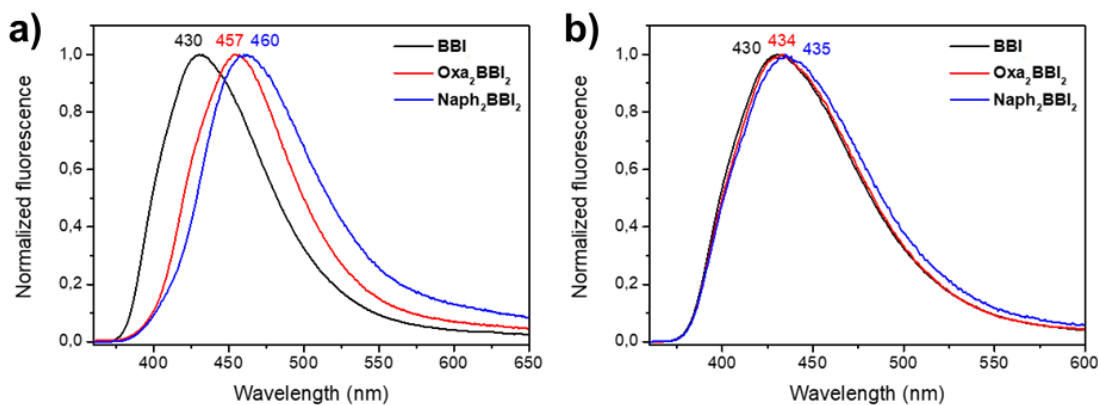 a)
430 457 460
BBI
Oxa₂BBI₂
Naph₂BBI₂
1,0
0,8
0,6
0,4
0,2
0,0
Normalized fluorescence
400 450 500 550 600 650
Wavelength (nm)
b)
430 434 435
BBI
Oxa₂BBI₂
Naph₂BBI₂
1,0
0,8
0,6
0,4
0,2
0,0
Normalized fluorescence
400 450 500 550 600
Wavelength (nm)